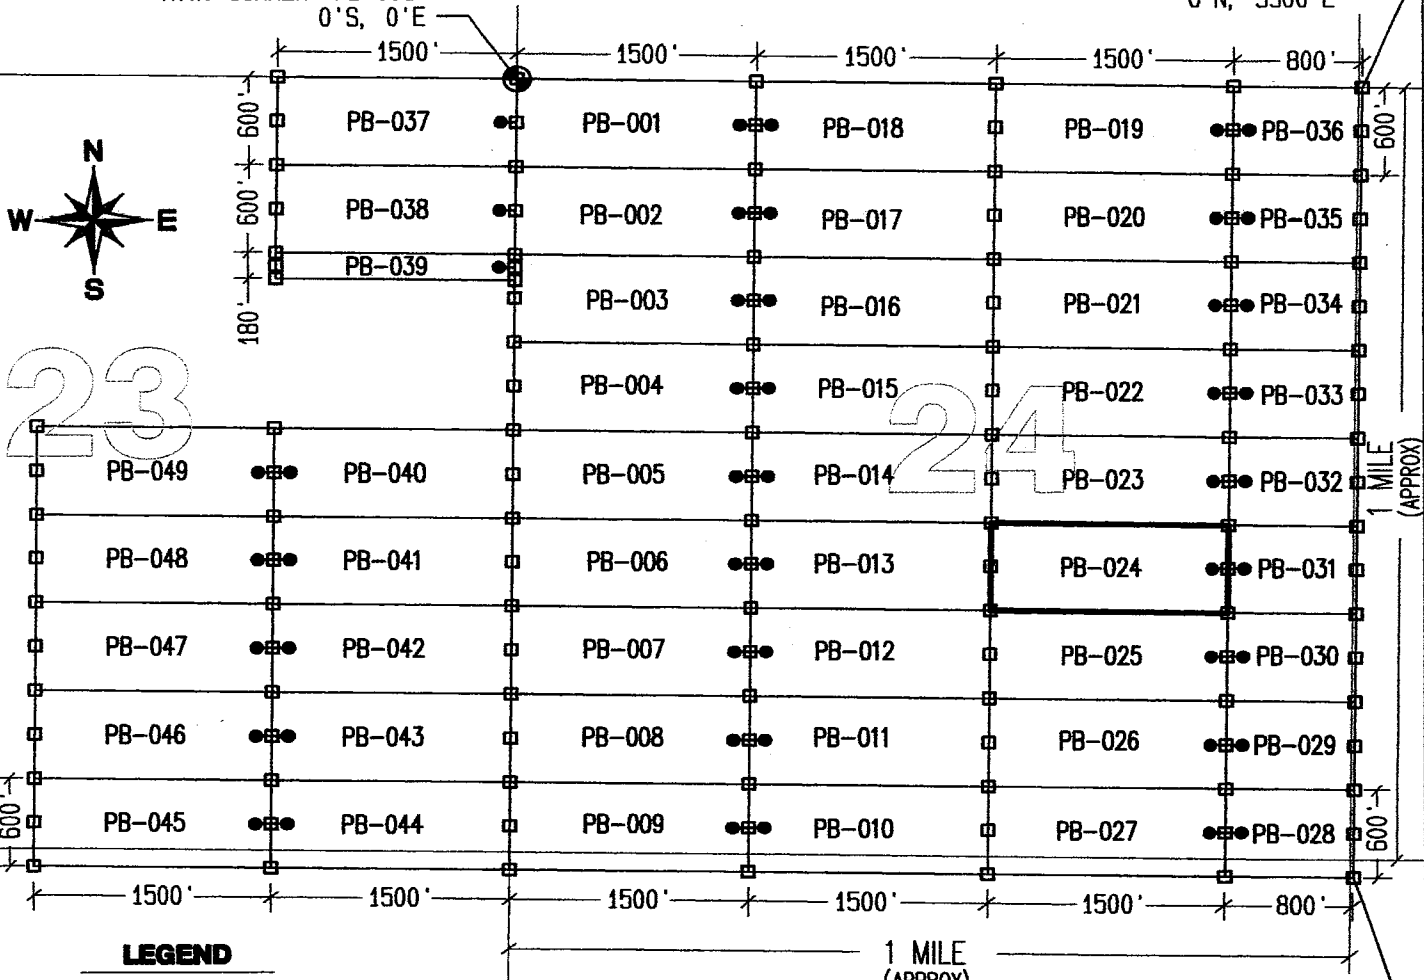 0'S, 0'E
1500' 1500' 1500' 1500' 800'
600' PB-037 PB-001 PB-018 PB-019 PB-036 600'
N
W E
S
600' PB-038 PB-002 PB-017 PB-020 PB-035
PB-039
180' PB-003 PB-016 PB-021 PB-034
23 24
PB-004 PB-015 PB-022 PB-033
PB-049 PB-040 PB-005 PB-014 PB-023 PB-032
1 MILE
(APPROX)
PB-048 PB-041 PB-006 PB-013 PB-024 PB-031
PB-047 PB-042 PB-007 PB-012 PB-025 PB-030
PB-046 PB-043 PB-008 PB-011 PB-026 PB-029
600' PB-045 PB-044 PB-009 PB-010 PB-027 PB-028 600'
1500' 1500' 1500' 1500' 1500' 800'
LEGEND
1 MILE
(APPROX)